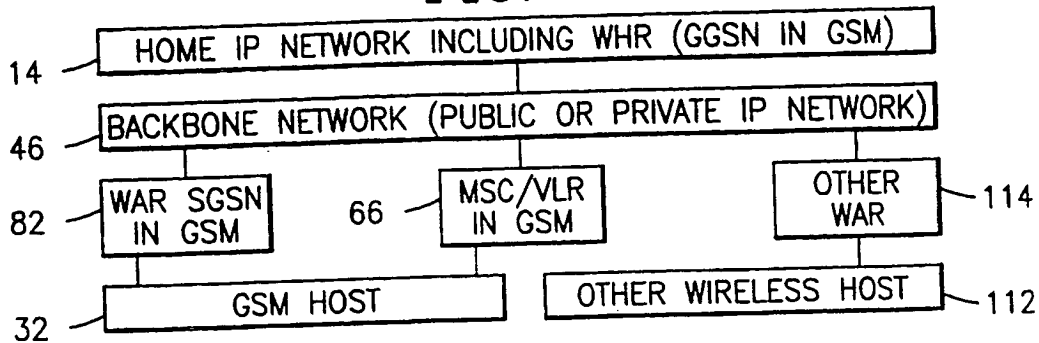 14
HOME IP NETWORK INCLUDING WHR (GGSN IN GSM)
46
BACKBONE NETWORK (PUBLIC OR PRIVATE IP NETWORK)
82
WAR SGSN
IN GSM
66
MSC/VLR
IN GSM
OTHER
WAR
114
32
GSM HOST
OTHER WIRELESS HOST
112